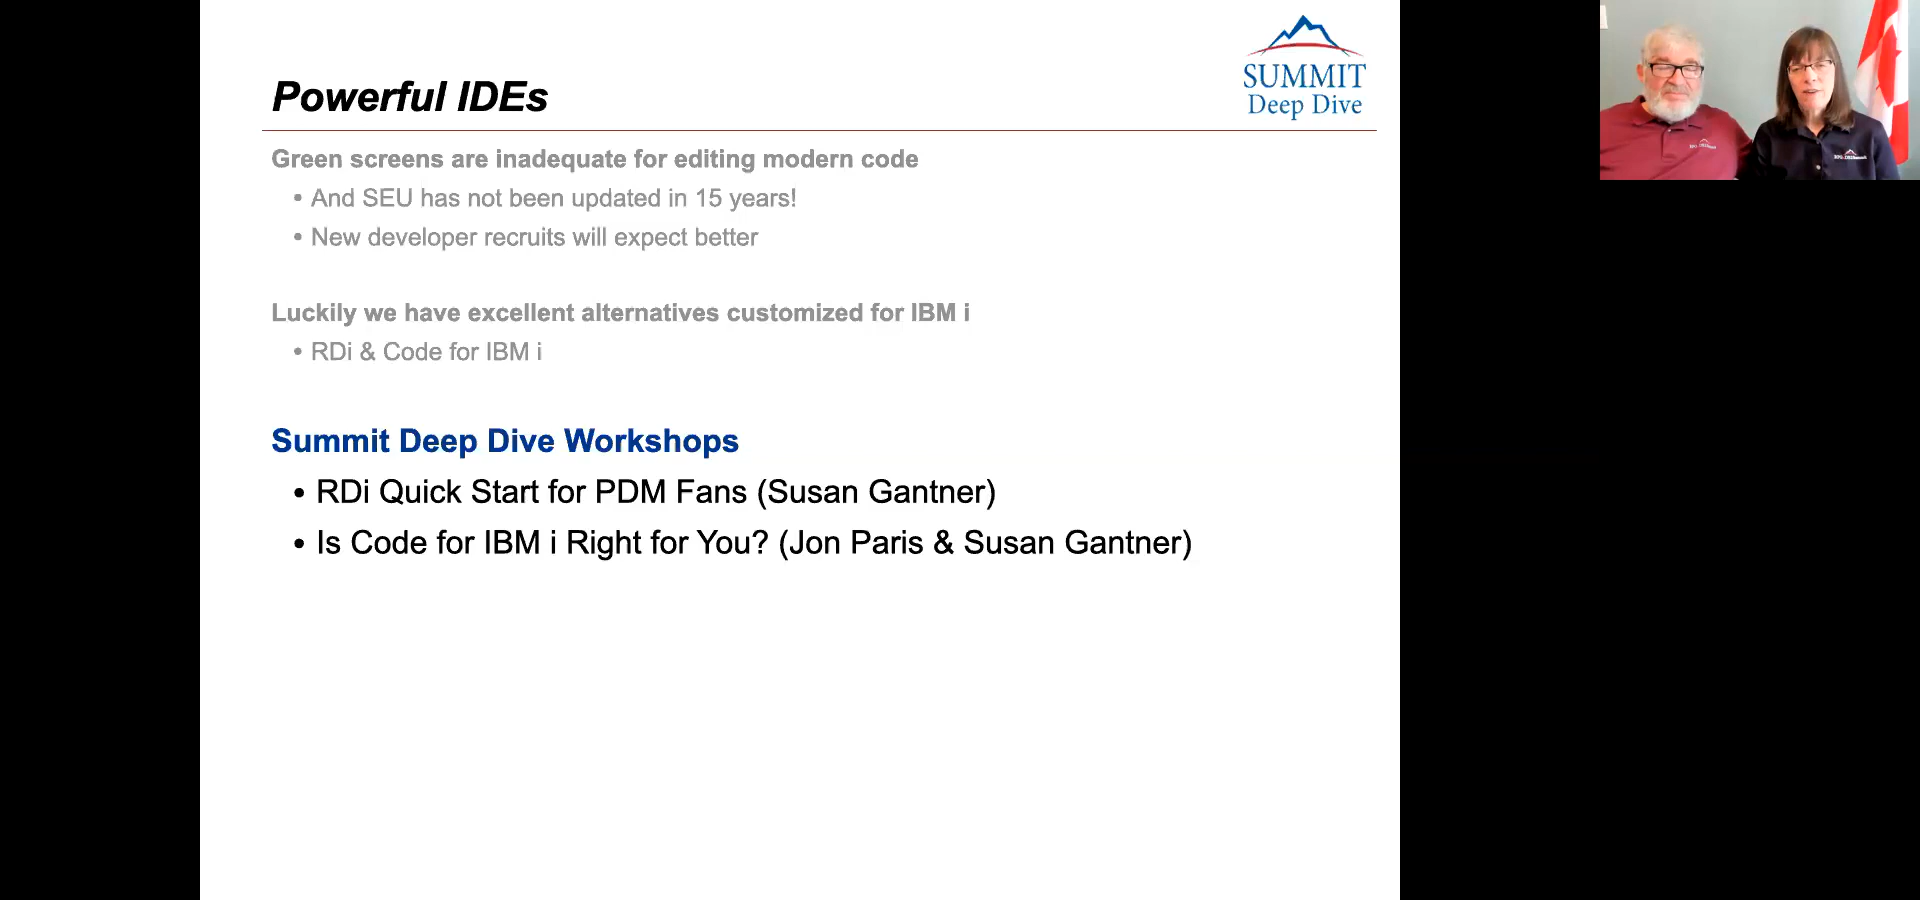 Powerful IDEs
SUMMIT
Deep Dive
Green screens are inadequate for editing modern code
• And SEU has not been updated in 15 years!
• New developer recruits will expect better
Luckily we have excellent alternatives customized for IBM i
• RDi & Code for IBM i
Summit Deep Dive Workshops
• RDi Quick Start for PDM Fans (Susan Gantner)
• Is Code for IBM i Right for You? (Jon Paris & Susan Gantner)